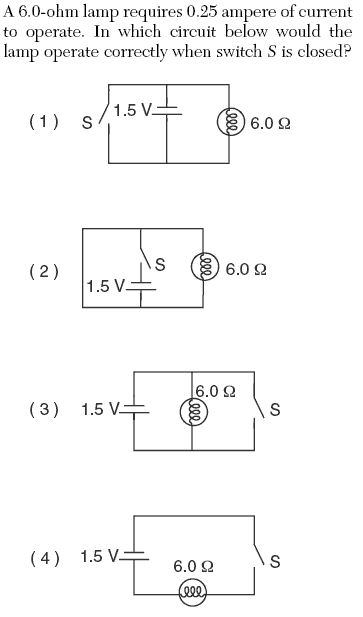 A 6.0-ohm lamp requires 0.25 ampere of current
to operate. In which circuit below would the
lamp operate correctly when switch S is closed?
(1) S 1.5 V 6.0 Ω
(2) S 6.0 Ω
1.5 V
6.0 Ω
(3) 1.5 V S
(4) 1.5 V S
6.0 Ω